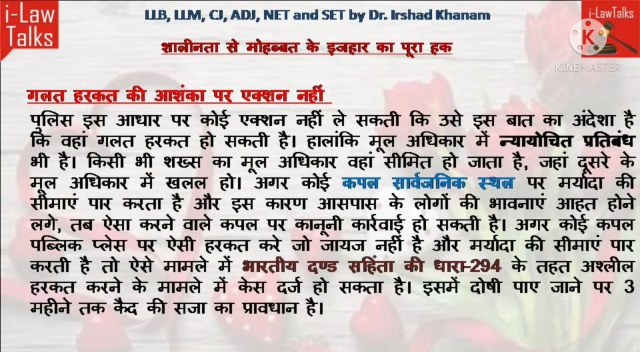 i-Law
Talks
LLB, LLM, CJ, ADJ, NET and SET by Dr. Irshad Khanam
i-LawTalks
K
KINEMASTER
शालीनता से मोहब्बत के इजहार का पूरा हक
गलत हरकत की आशंका पर एक्शन नहीं
पुलिस इस आधार पर कोई एक्शन नहीं ले सकती कि उसे इस बात का अंदेशा है
कि वहां गलत हरकत हो सकती है। हालांकि मूल अधिकार में न्यायोचित प्रतिबंध
भी है। किसी भी शख्स का मूल अधिकार वहां सीमित हो जाता है, जहां दूसरे के
मूल अधिकार में खलल हो। अगर कोई कपल सार्वजनिक स्थल पर मर्यादा की
सीमाएं पार करता है और इस कारण आसपास के लोगों की भावनाएं आहत होने
लगे, तब ऐसा करने वाले कपल पर कानूनी कार्रवाई हो सकती है। अगर कोई कपल
पब्लिक प्लेस पर ऐसी हरकत करे जो जायज नहीं है और मर्यादा की सीमाएं पार
करती है तो ऐसे मामले में भारतीय दण्ड सहिंता की धारा-294 के तहत अश्लील
हरकत करने के मामले में केस दर्ज हो सकता है। इसमें दोषी पाए जाने पर 3
महीने तक कैद की सजा का प्रावधान है।